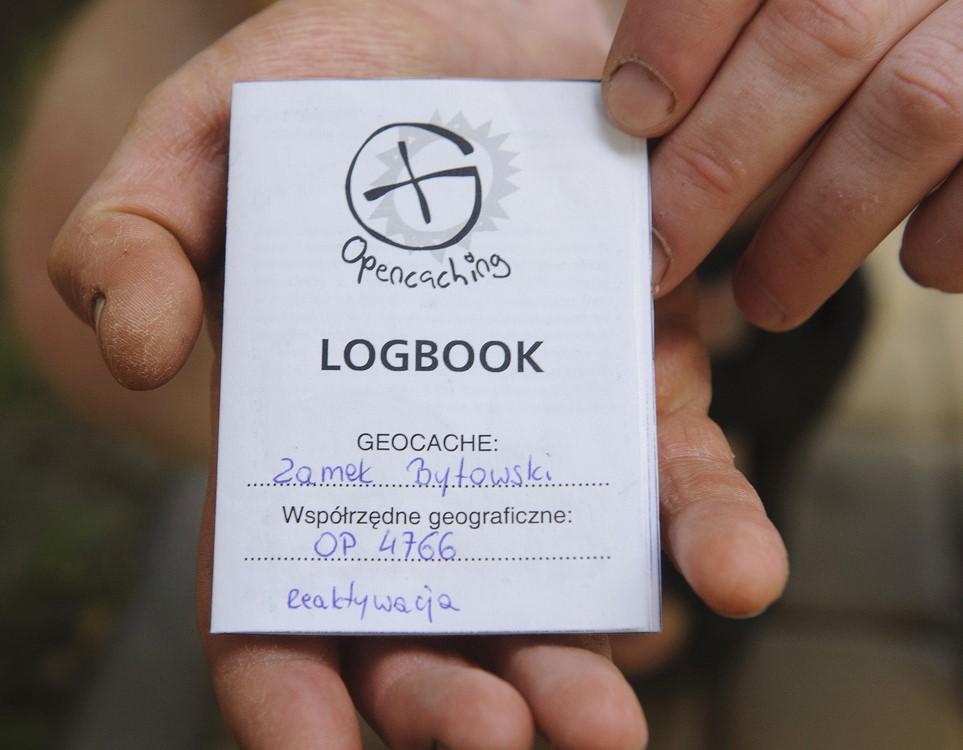 Opencaching
LOGBOOK
GEOCACHE:
Zamek Bytowski
Współrzędne geograficzne:
OP 4766
reaktywacja